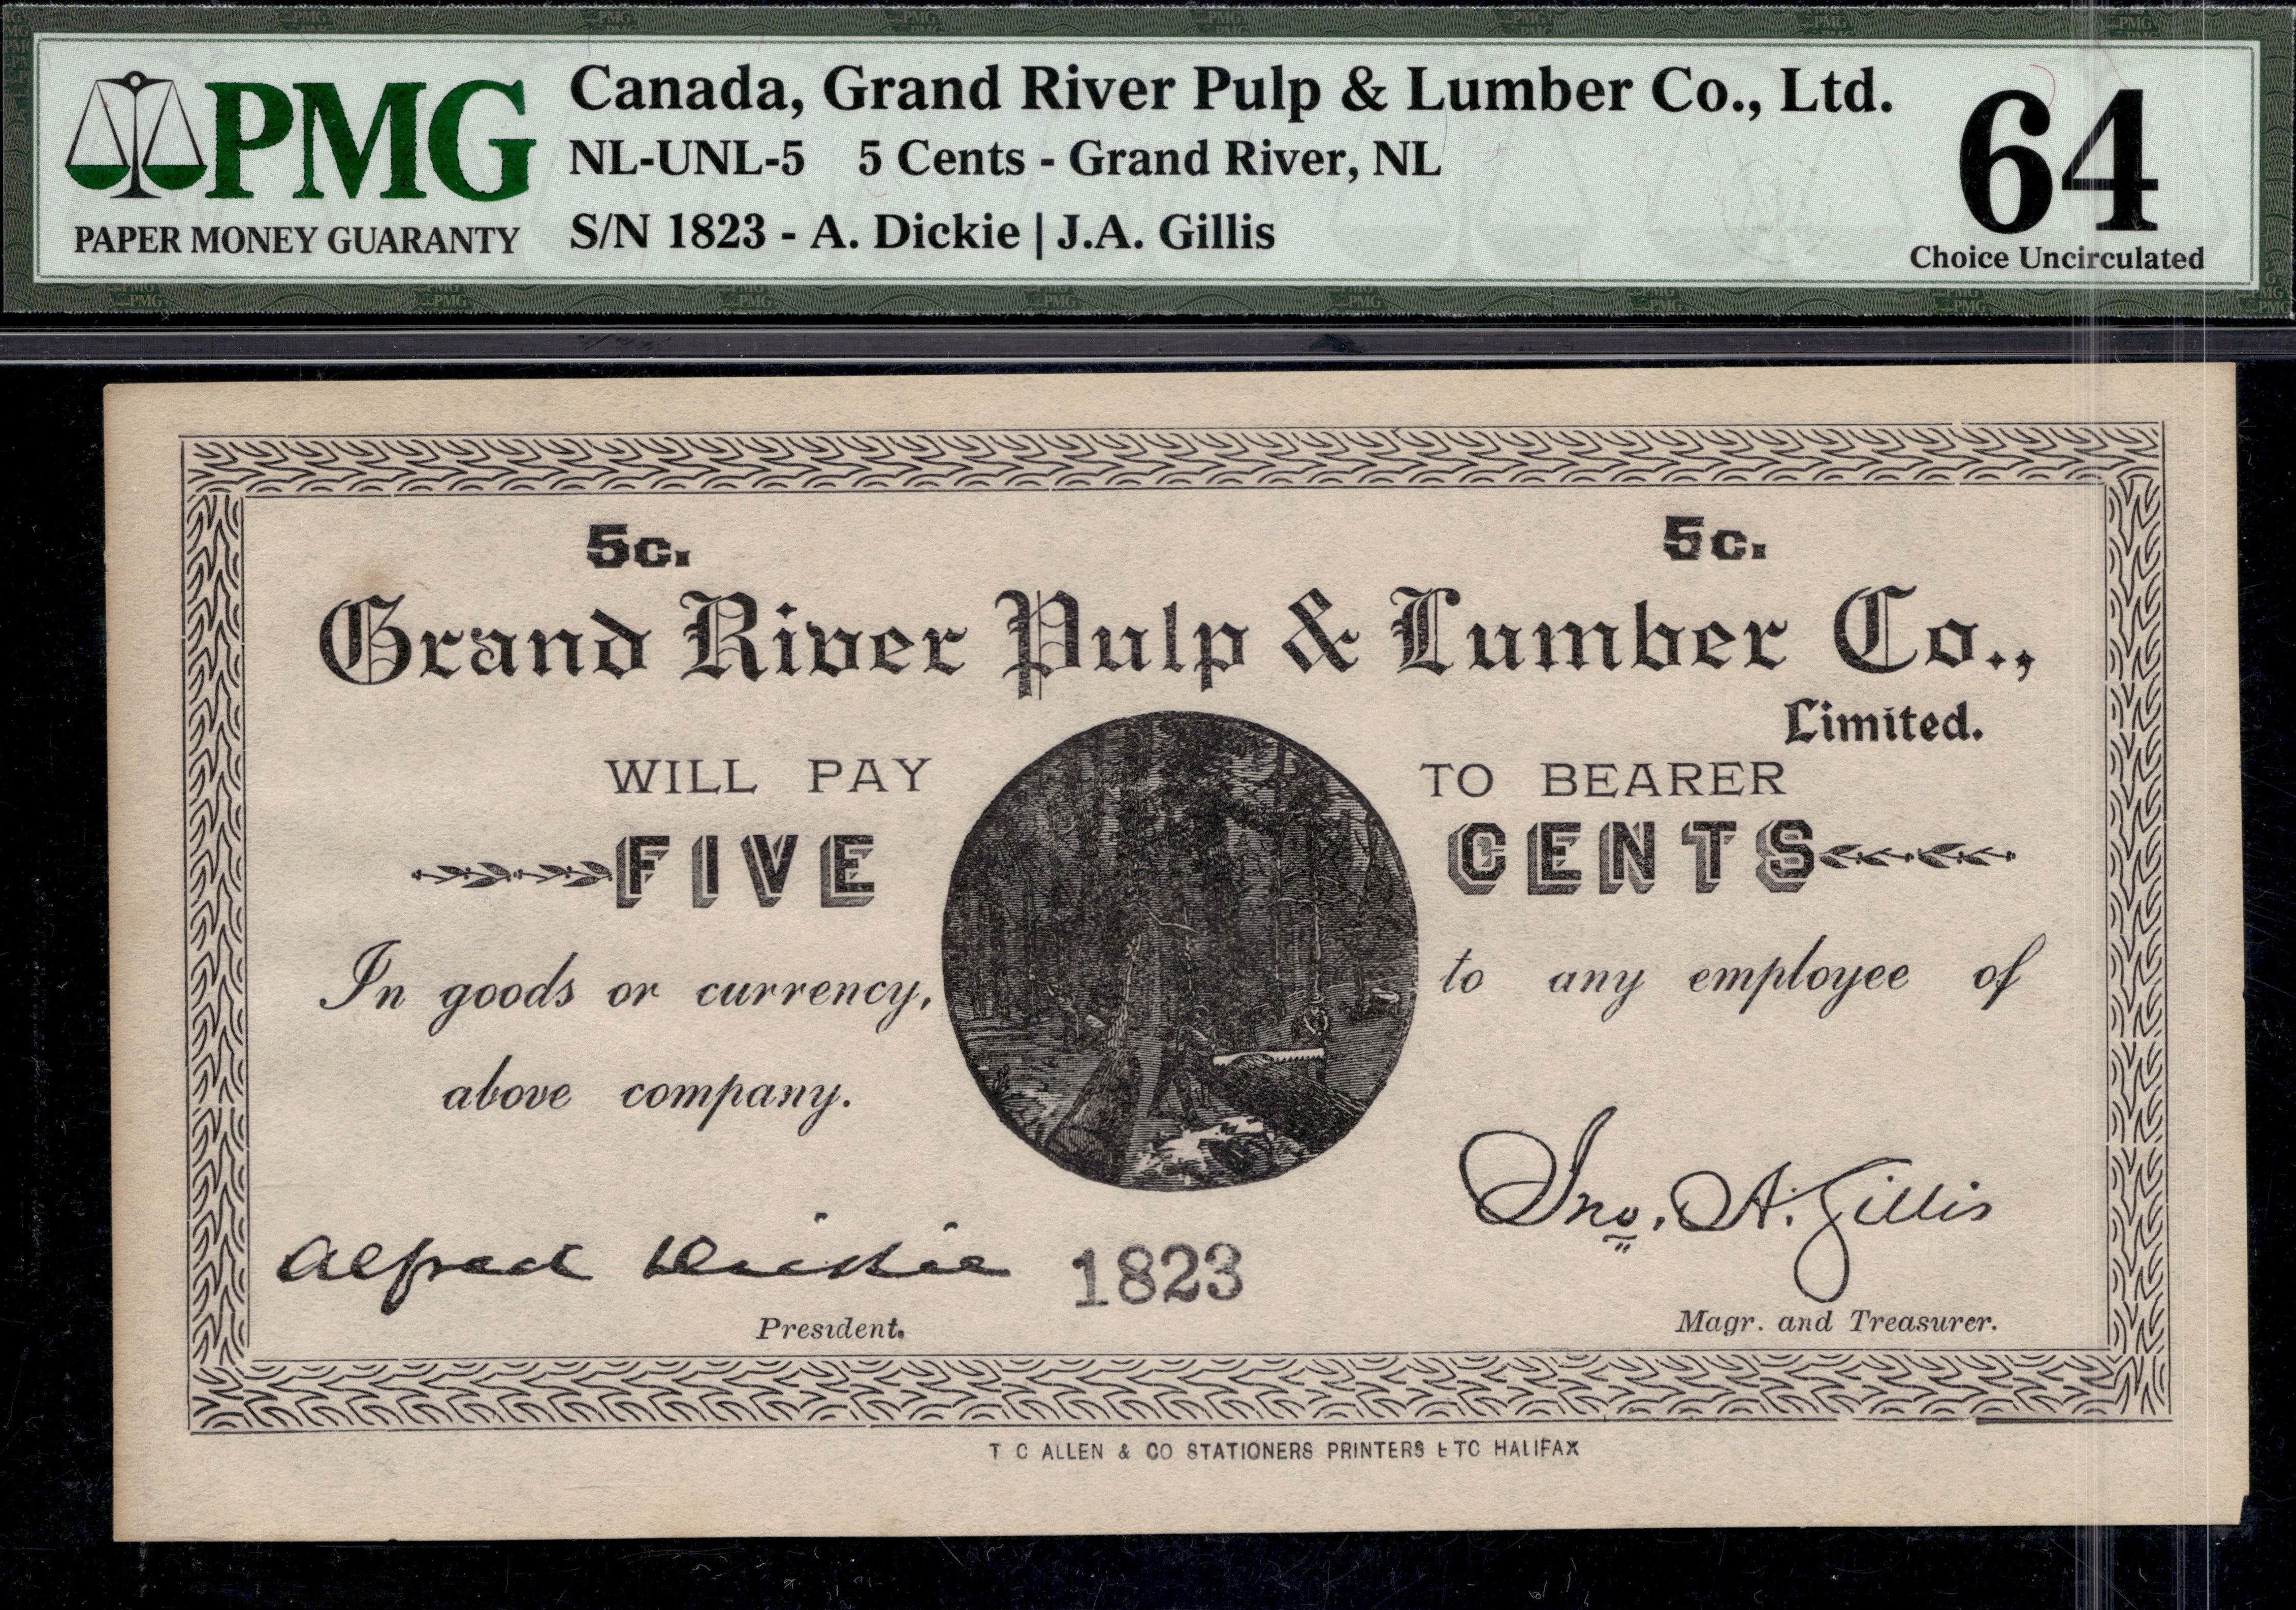 PMG
PAPER MONEY GUARANTY
Canada, Grand River Pulp & Lumber Co., Ltd.
NL-UNL-5 5 Cents - Grand River, NL
S/N 1823 - A. Dickie | J.A. Gillis
64
Choice Uncirculated
5c. 5c.
Grand River Pulp & Lumber Co.,
Limited.
WILL PAY TO BEARER
FIVE CENTS
In goods or currency, to any employee of
above company.
Alfred Dickie 1823 Jno. A. Gillis
President. Magr. and Treasurer.
T C ALLEN & CO STATIONERS PRINTERS ETC HALIFAX